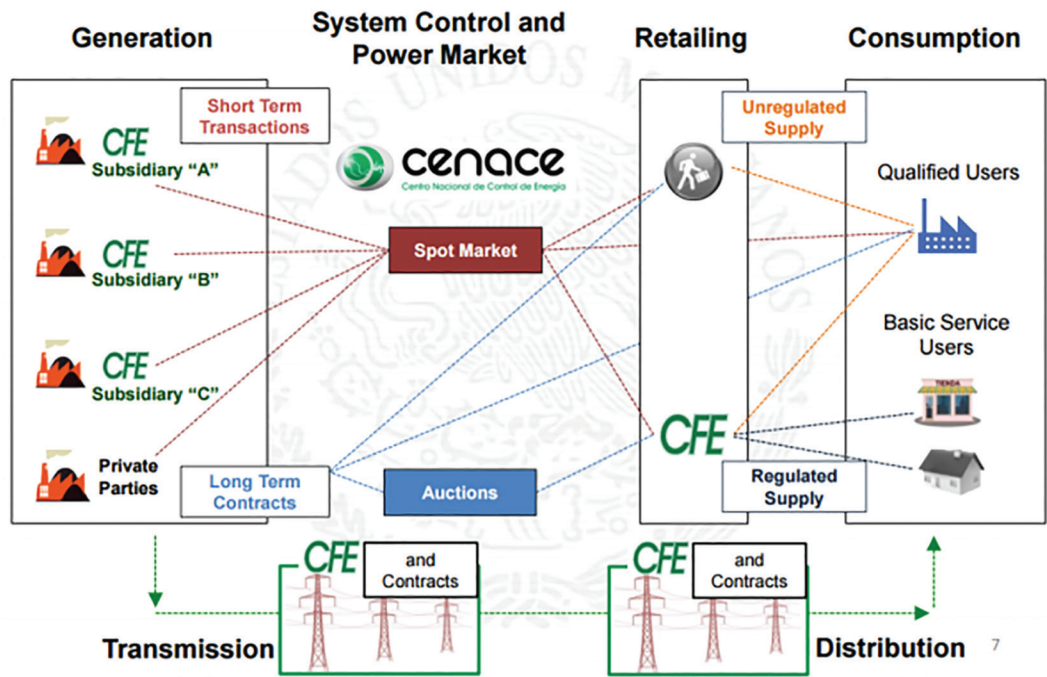 Generation
System Control and
Power Market
Retailing
Consumption
Short Term
Transactions
Unregulated
Supply
CFE
Subsidiary "A"
cenace
Centro Nacional de Control de Energía
Qualified Users
CFE
Subsidiary "B"
Spot Market
CFE
Subsidiary "C"
Basic Service
Users
TIENDA
CFE
Private
Parties
Long Term
Contracts
Auctions
Regulated
Supply
CFE
and
Contracts
CFE
and
Contracts
Transmission
Distribution
7